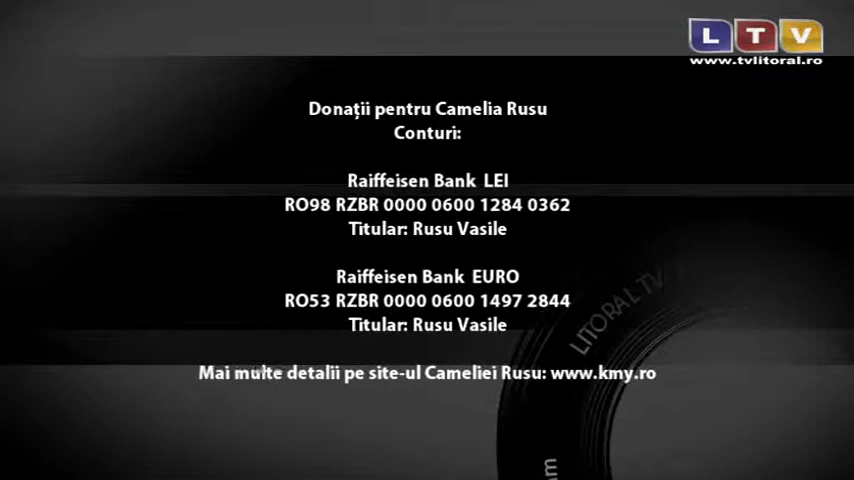 LTV
www.tvlitoral.ro
Donații pentru Camelia Rusu
Conturi:
Raiffeisen Bank LEI
RO98 RZBR 0000 0600 1284 0362
Titular: Rusu Vasile
Raiffeisen Bank EURO
RO53 RZBR 0000 0600 1497 2844
Titular: Rusu Vasile
LITORAL TV
Mai multe detalii pe site-ul Cameliei Rusu: www.kmy.ro